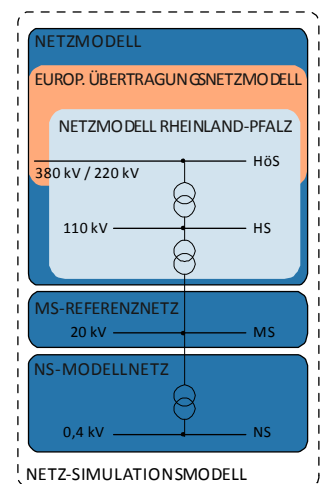 NETZMODELL
EUROP. ÜBERTRAGUNGSNETZMODELL
NETZMODELL RHEINLAND-PFALZ
380 kV / 220 kV HöS
110 kV HS
MS-REFERENZNETZ
20 kV MS
NS-MODELLNETZ
0,4 kV NS
NETZ-SIMULATIONSMODELL